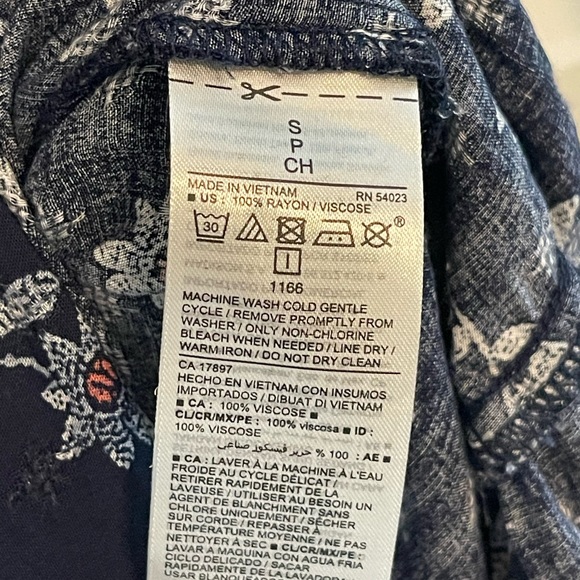 S
P
CH
MADE IN VIETNAM RN 54023
■ US : 100% RAYON / VISCOSE
30 ®
1166
MACHINE WASH COLD GENTLE
CYCLE / REMOVE PROMPTLY FROM
WASHER / ONLY NON-CHLORINE
BLEACH WHEN NEEDED / LINE DRY /
WARM IRON / DO NOT DRY CLEAN
CA 17897
HECHO EN VIETNAM CON INSUMOS
IMPORTADOS / DIBUAT DI VIETNAM
■ CA : 100% VISCOSE ■
CL/CR/MX/PE : 100% viscosa ■ ID :
100% VISCOSE
■ AE : 100 % حرير فيسكوز صناعي
■ CA : LAVER À LA MACHINE À L'EAU
FROIDE AU CYCLE DÉLICAT /
RETIRER RAPIDEMENT DE LA
LAVEUSE / UTILISER AU BESOIN UN
AGENT DE BLANCHIMENT SANS
CHLORE UNIQUEMENT / SÉCHER
SUR CORDE / REPASSER À
TEMPÉRATURE MOYENNE / NE PAS
NETTOYER À SEC ■ CL/CR/MX/PE :
LAVAR A MAQUINA CON AGUA FRIA
CICLO DELICADO / SACAR
RAPIDAMENTE DE LA LAVADORA /